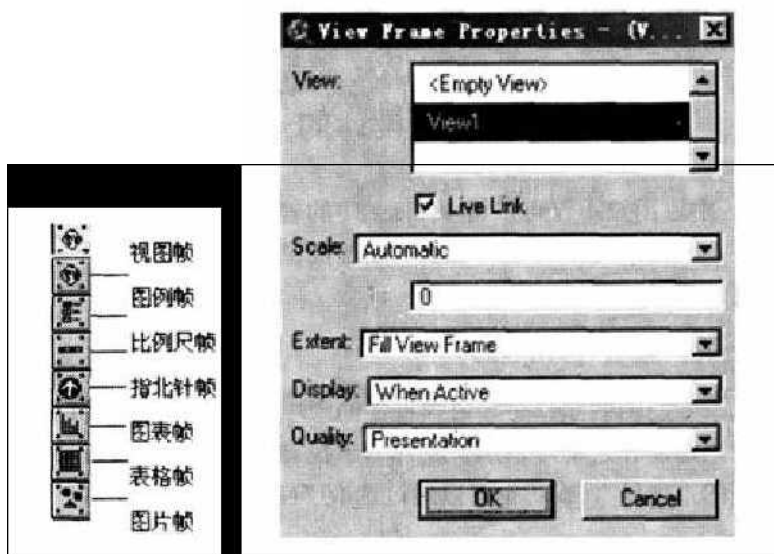 视图帧
图例帧
比例尺帧
指北针帧
图表帧
表格帧
图片帧
View Frame Properties - (V...
View:
<Empty View>
View1
Live Link
Scale: Automatic
0
Extent: Fill View Frame
Display: When Active
Quality: Presentation
OK Cancel